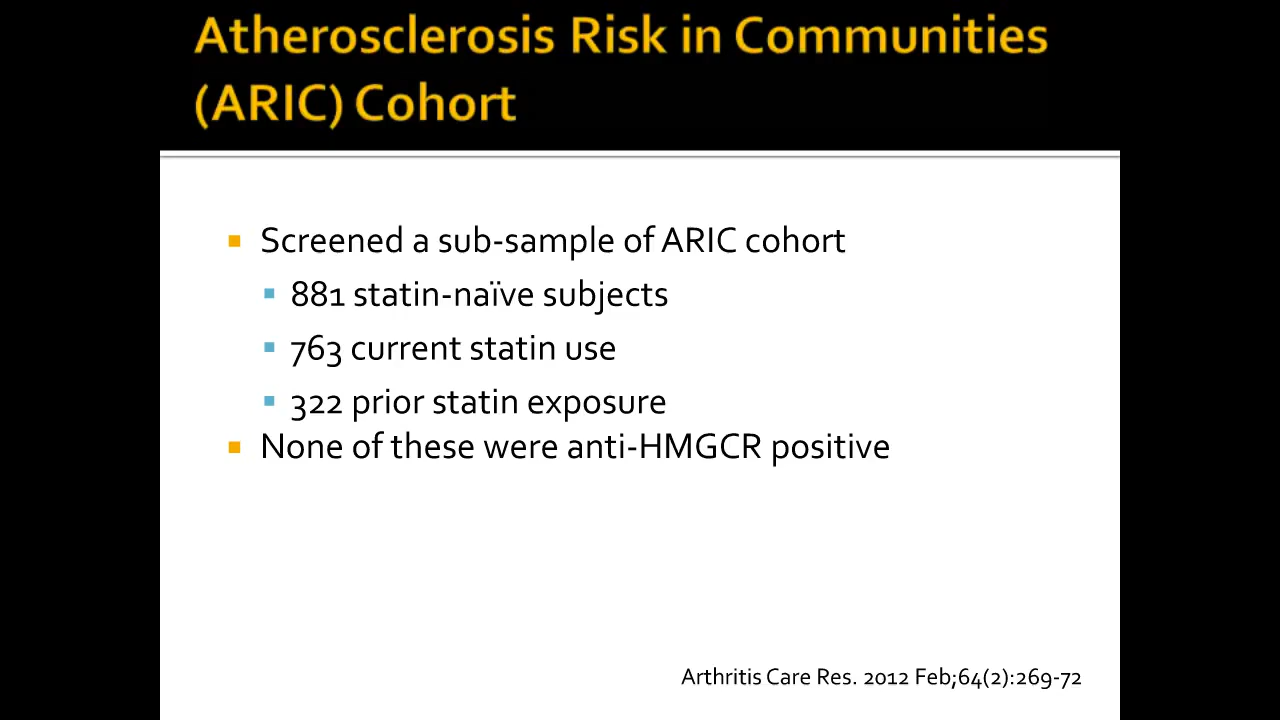 Atherosclerosis Risk in Communities
(ARIC) Cohort
Screened a sub-sample of ARIC cohort
881 statin-naïve subjects
763 current statin use
322 prior statin exposure
None of these were anti-HMGCR positive
Arthritis Care Res. 2012 Feb;64(2):269-72